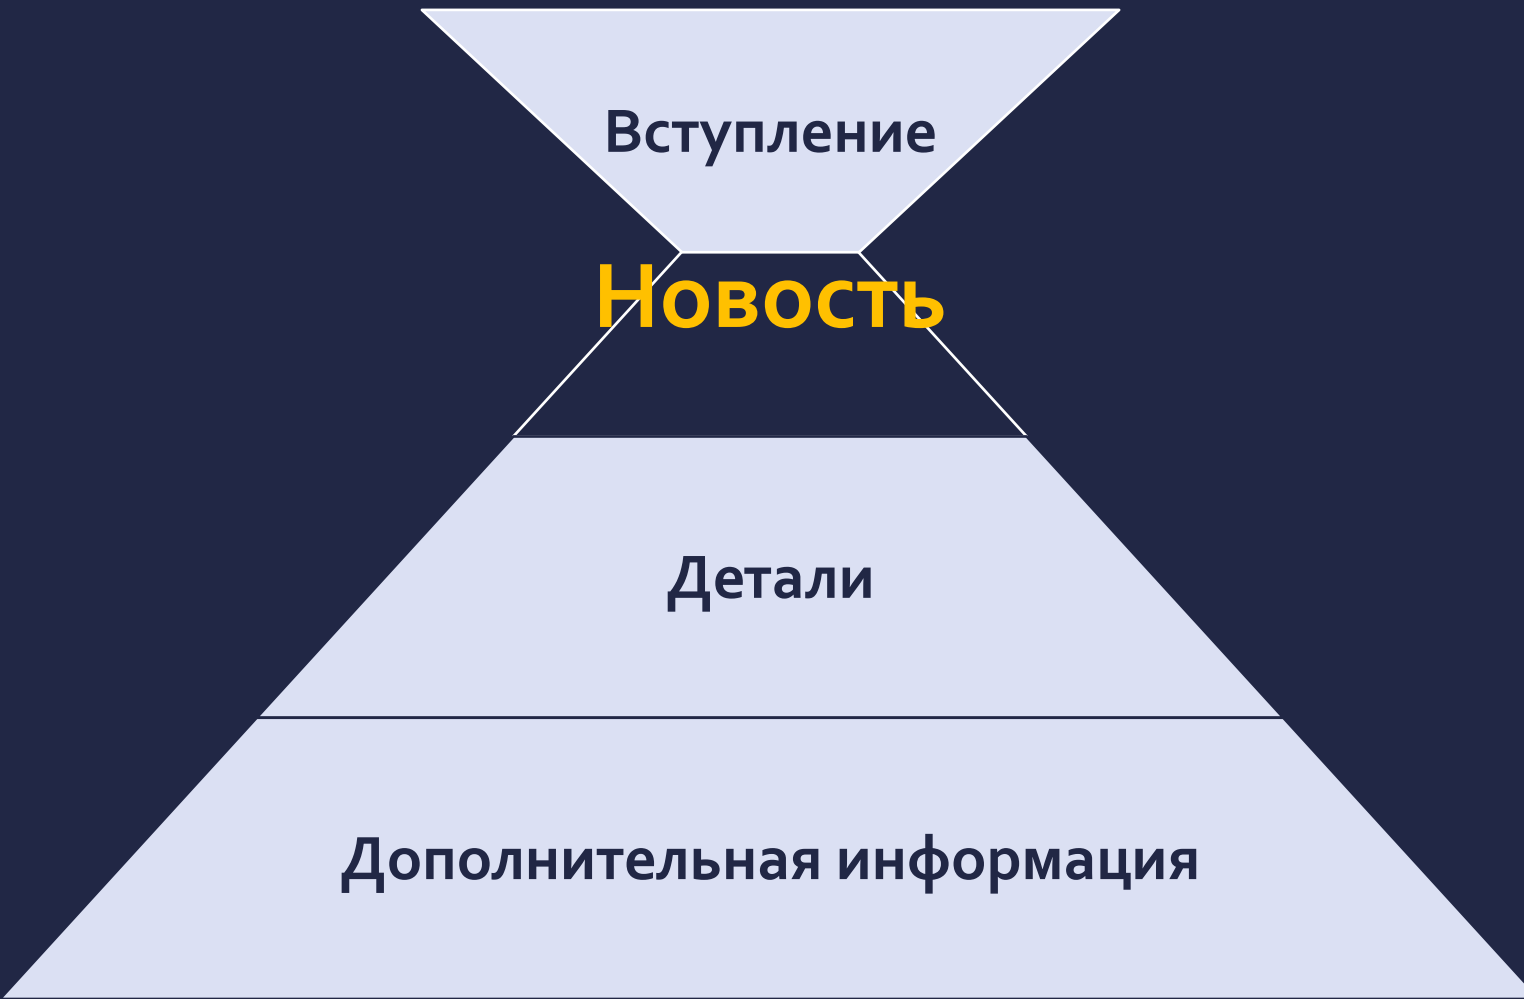 Вступление
Новость
Детали
Дополнительная информация